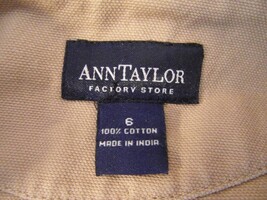 ANNTAYLOR
FACTORY STORE
6
100% COTTON
MADE IN INDIA